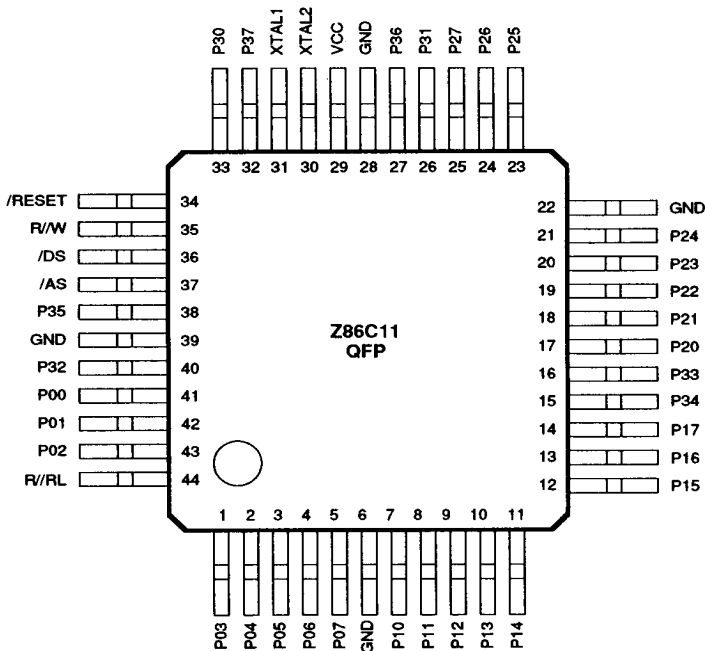 P30 P37 XTAL1 XTAL2 VCC GND P36 P31 P27 P26 P25
33 32 31 30 29 28 27 26 25 24 23
/RESET 34
R//W 35
/DS 36
/AS 37
P35 38
GND 39
P32 40
P00 41
P01 42
P02 43
R//RL 44
Z86C11
QFP
22 GND
21 P24
20 P23
19 P22
18 P21
17 P20
16 P33
15 P34
14 P17
13 P16
12 P15
1 2 3 4 5 6 7 8 9 10 11
P03 P04 P05 P06 P07 GND P10 P11 P12 P13 P14